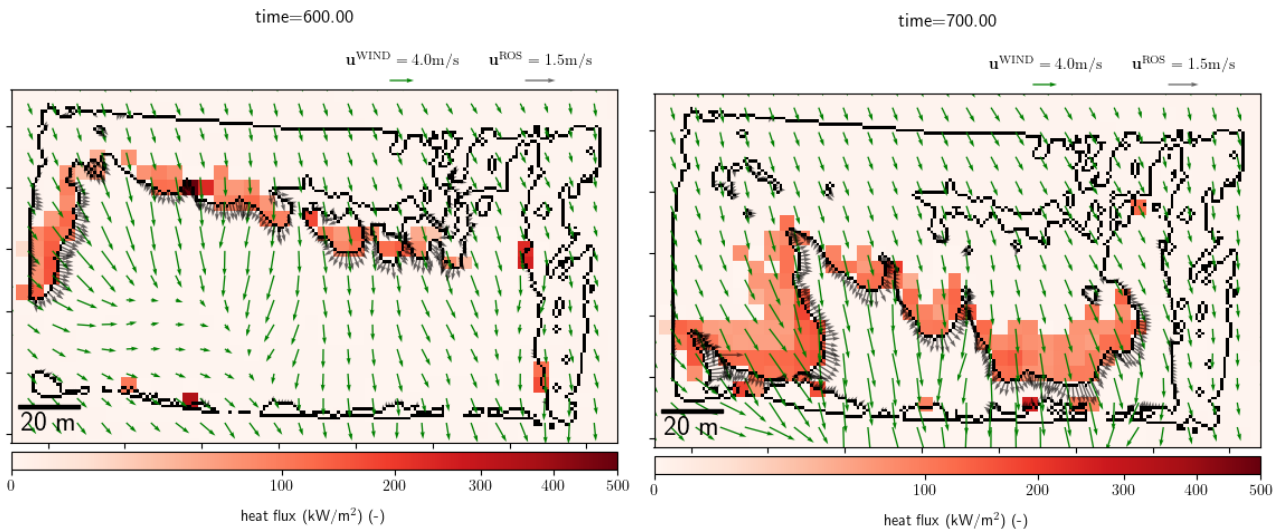 time=600.00
u^WIND = 4.0m/s u^ROS = 1.5m/s
20 m
0 100 200 300 400 500
heat flux (kW/m²) (-)
time=700.00
u^WIND = 4.0m/s u^ROS = 1.5m/s
20 m
0 100 200 300 400 500
heat flux (kW/m²) (-)